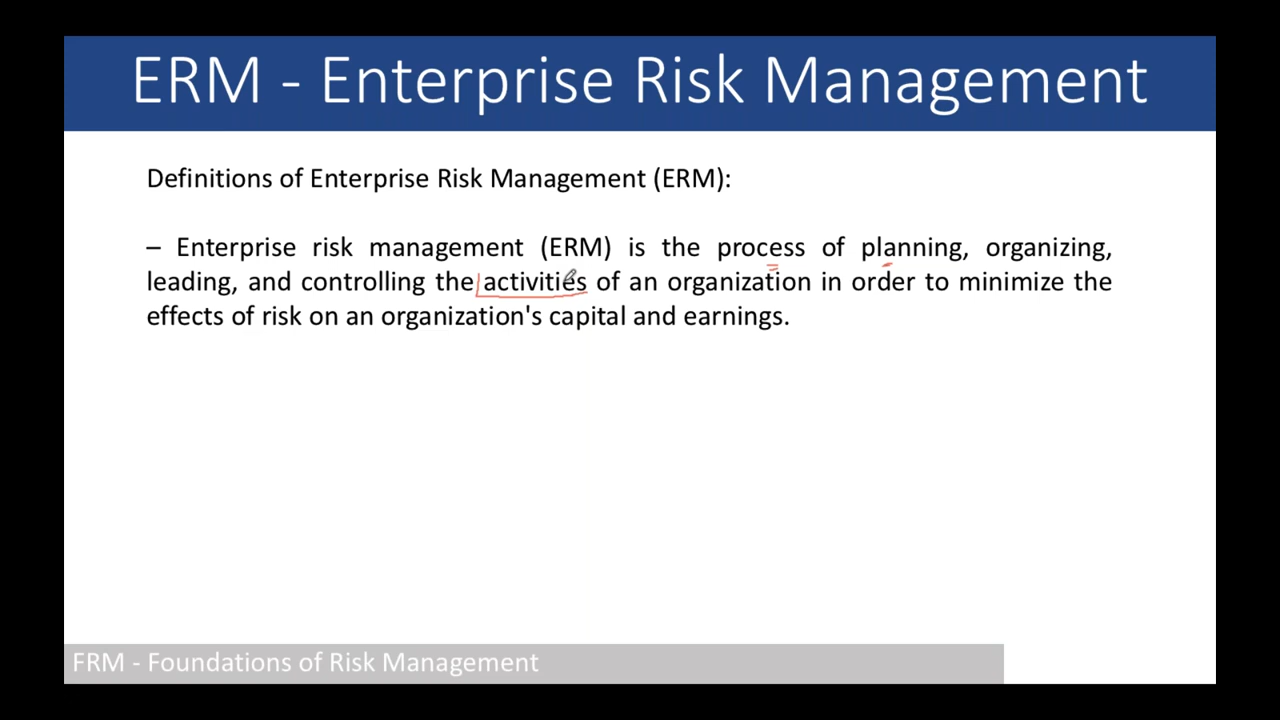 ERM - Enterprise Risk Management
Definitions of Enterprise Risk Management (ERM):
– Enterprise risk management (ERM) is the process of planning, organizing,
leading, and controlling the activities of an organization in order to minimize the
effects of risk on an organization's capital and earnings.
FRM - Foundations of Risk Management